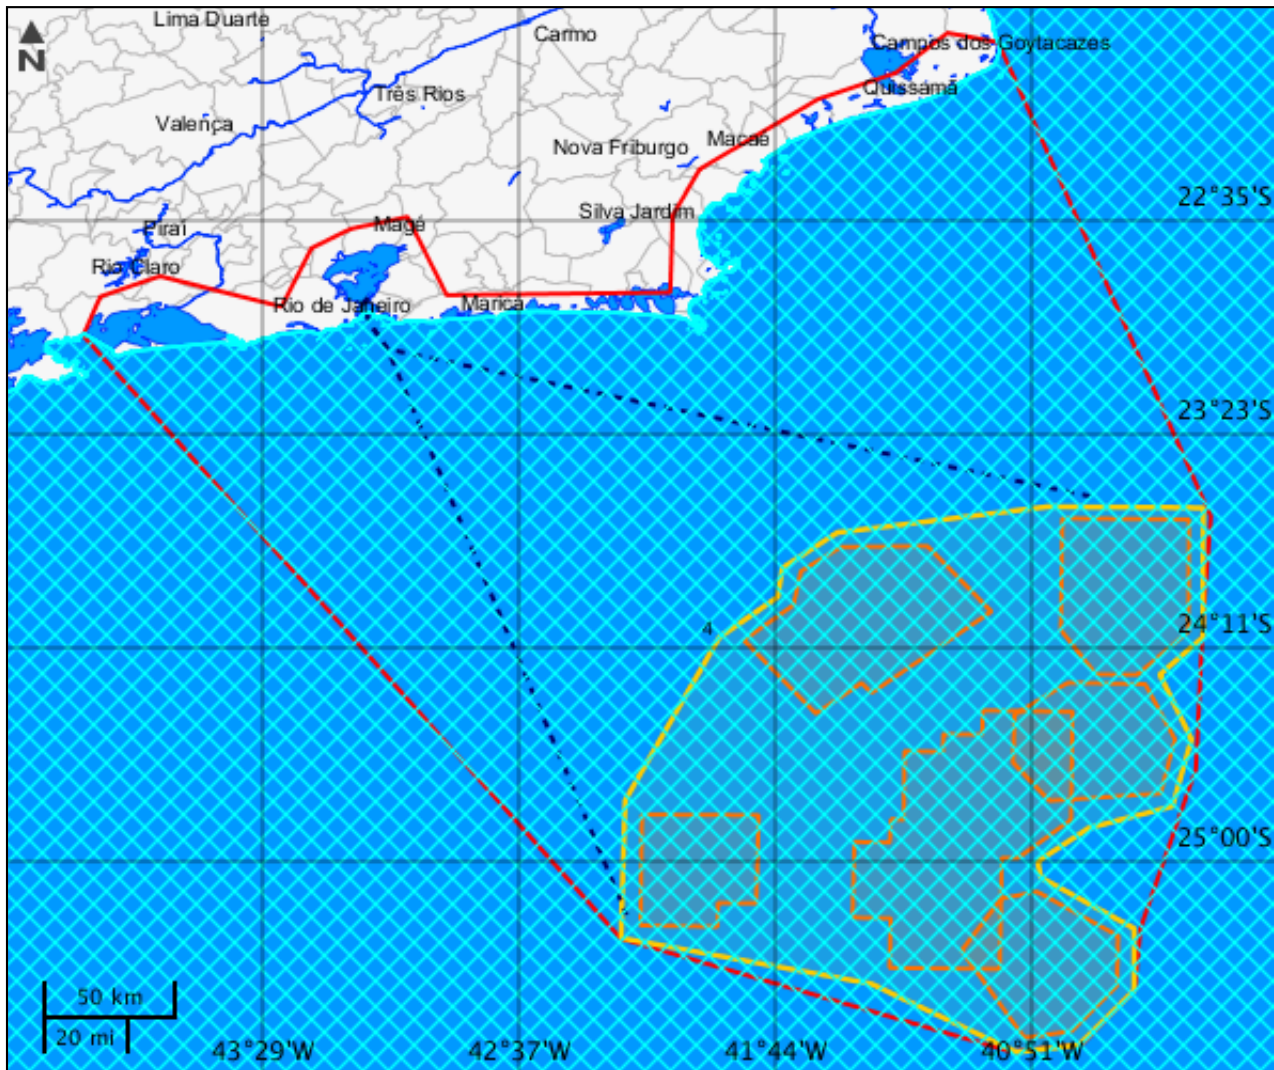 Lima Duarte
Carmo
Campos dos Goytacazes
N
Três Rios
Quissamã
Valença
Macaé
Nova Friburgo
22°35'S
Silva Jardim
Magé
Piraí
Rio Claro
Rio de Janeiro
Maricá
23°23'S
24°11'S
4
25°00'S
50 km
20 mi
43°29'W
42°37'W
41°44'W
40°51'W